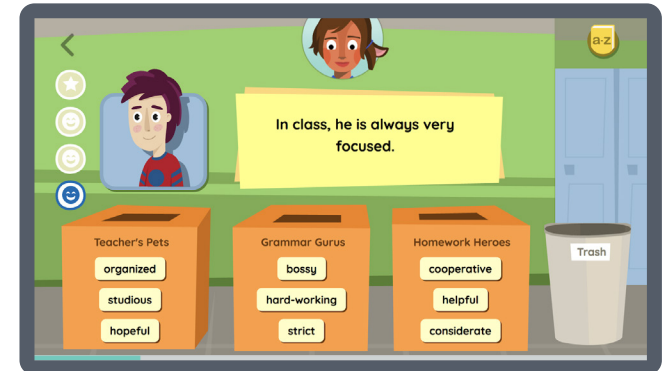 a-z
In class, he is always very
focused.
Teacher's Pets
organized
studious
hopeful
Grammar Gurus
bossy
hard-working
strict
Homework Heroes
cooperative
helpful
considerate
Trash